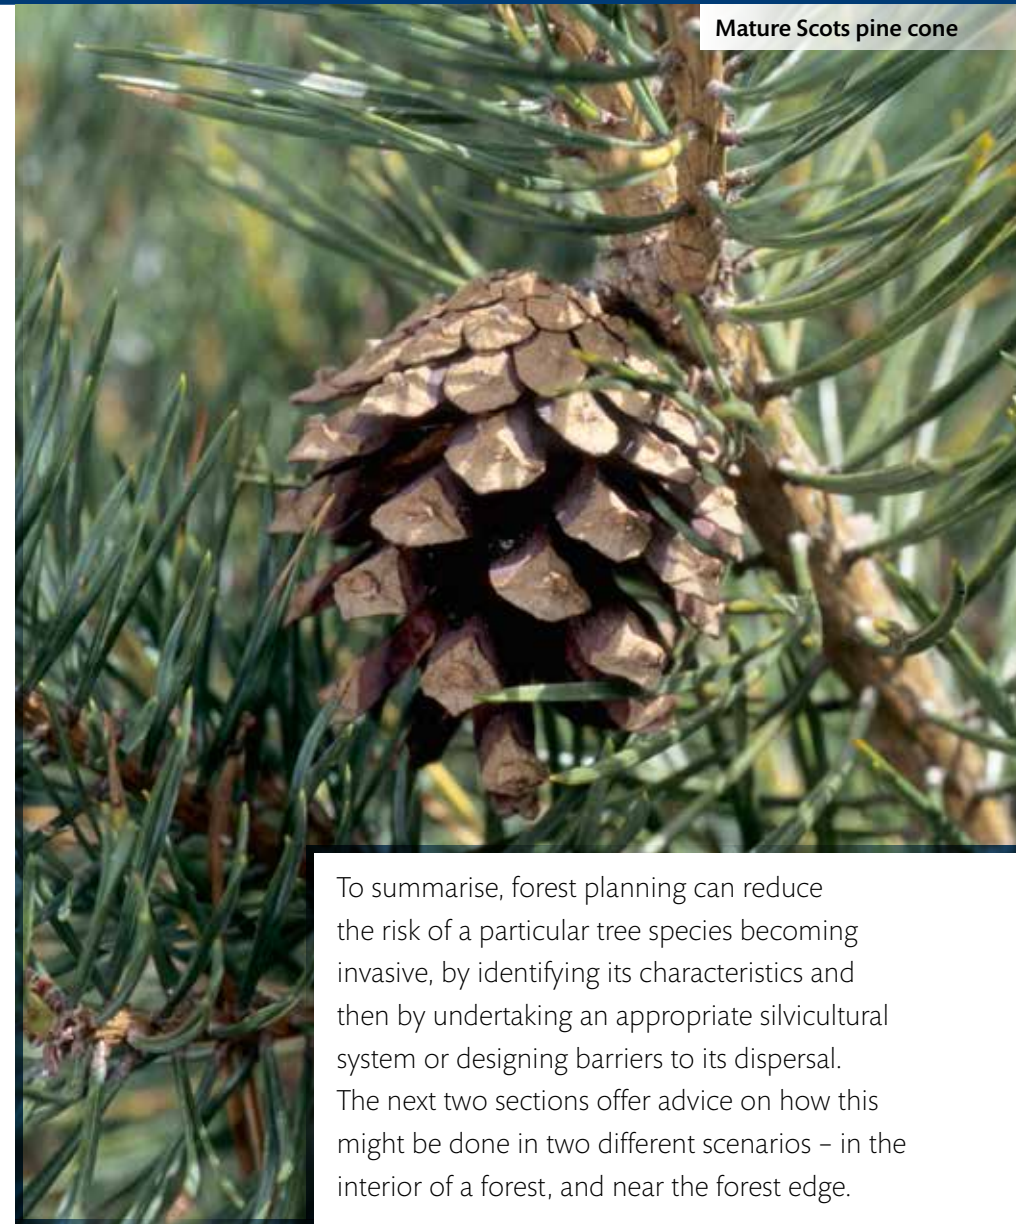 Mature Scots pine cone
To summarise, forest planning can reduce
the risk of a particular tree species becoming
invasive, by identifying its characteristics and
then by undertaking an appropriate silvicultural
system or designing barriers to its dispersal.
The next two sections offer advice on how this
might be done in two different scenarios – in the
interior of a forest, and near the forest edge.